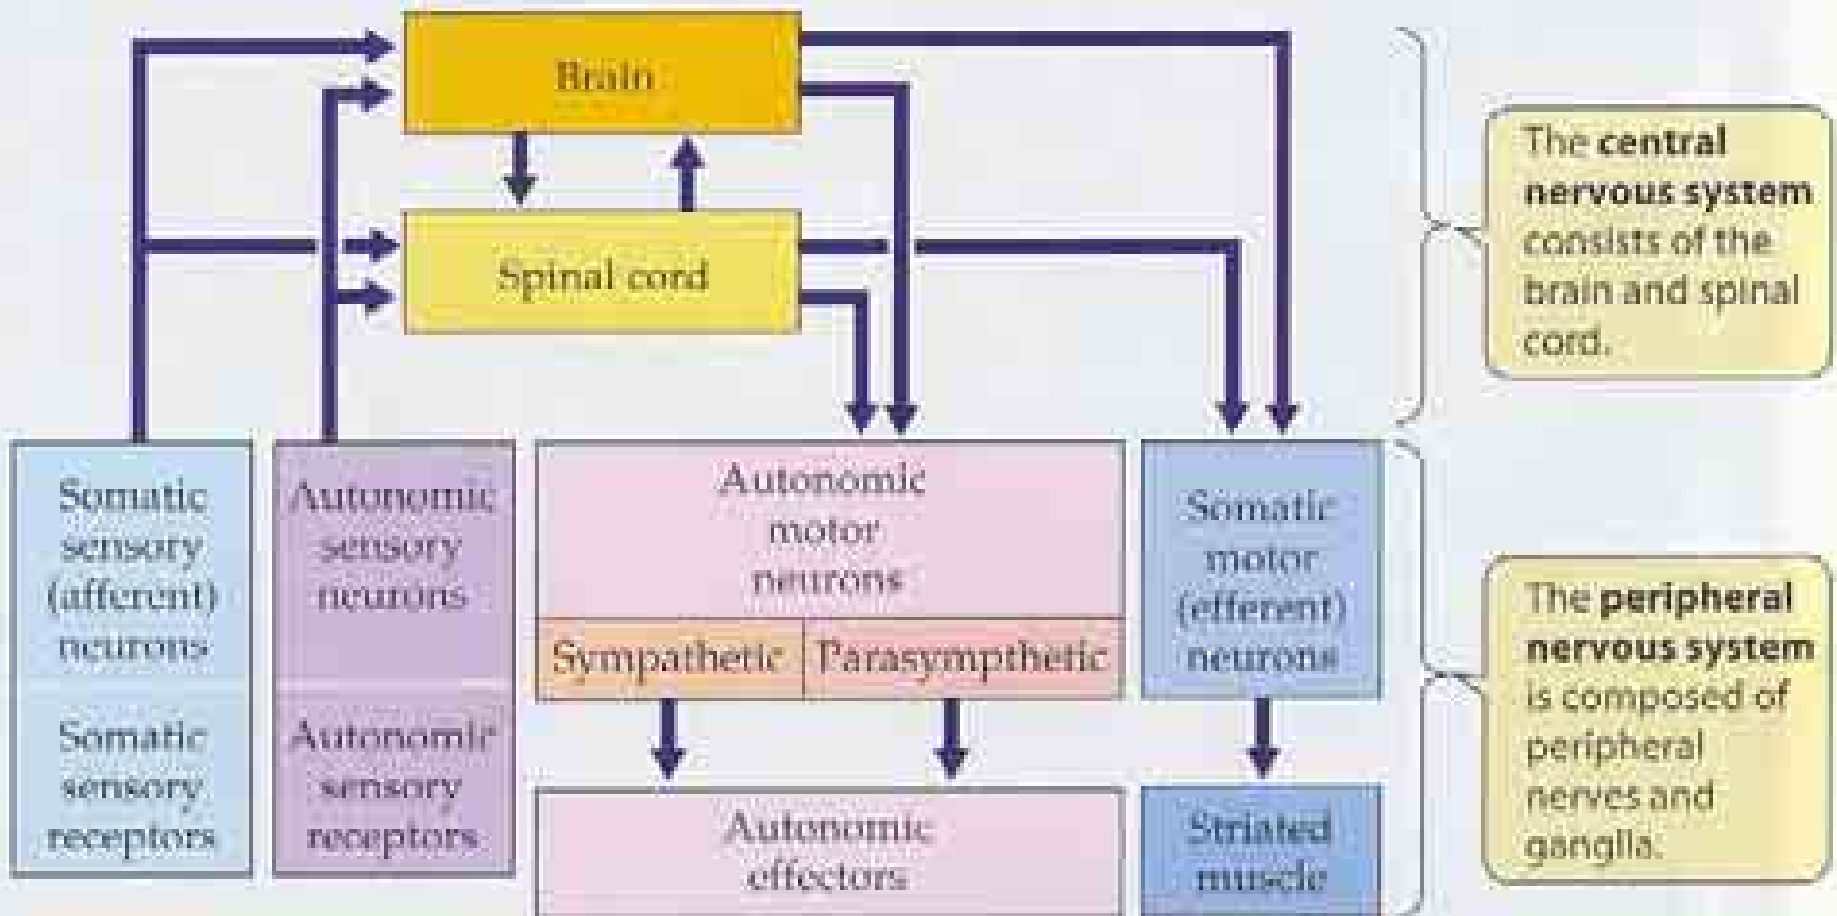 Brain
Spinal cord
The central
nervous system
consists of the
brain and spinal
cord.
Somatic
sensory
(afferent)
neurons
Somatic
sensory
receptors
Autonomic
sensory
neurons
Autonomic
sensory
receptors
Autonomic
motor
neurons
Sympathetic
Parasympthetic
Autonomic
effectors
Somatic
motor
(efferent)
neurons
Striated
muscle
The peripheral
nervous system
is composed of
peripheral
nerves and
ganglia.